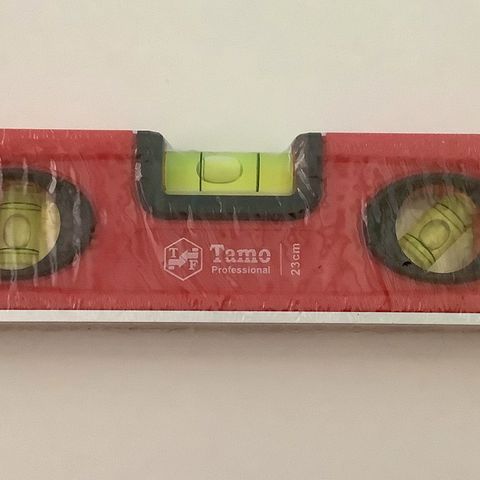 TF
Tamo
Professional
23cm